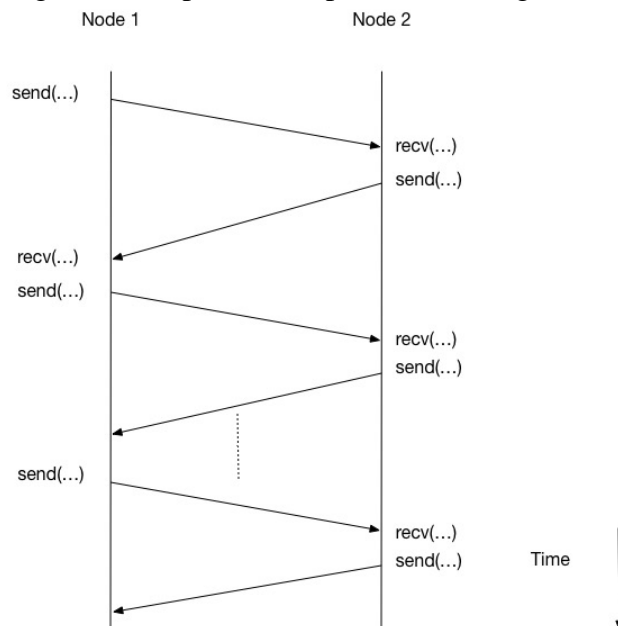 Node 1 Node 2
send(...)
recv(...)
send(...)
recv(...)
send(...)
recv(...)
send(...)
send(...)
recv(...)
send(...) Time